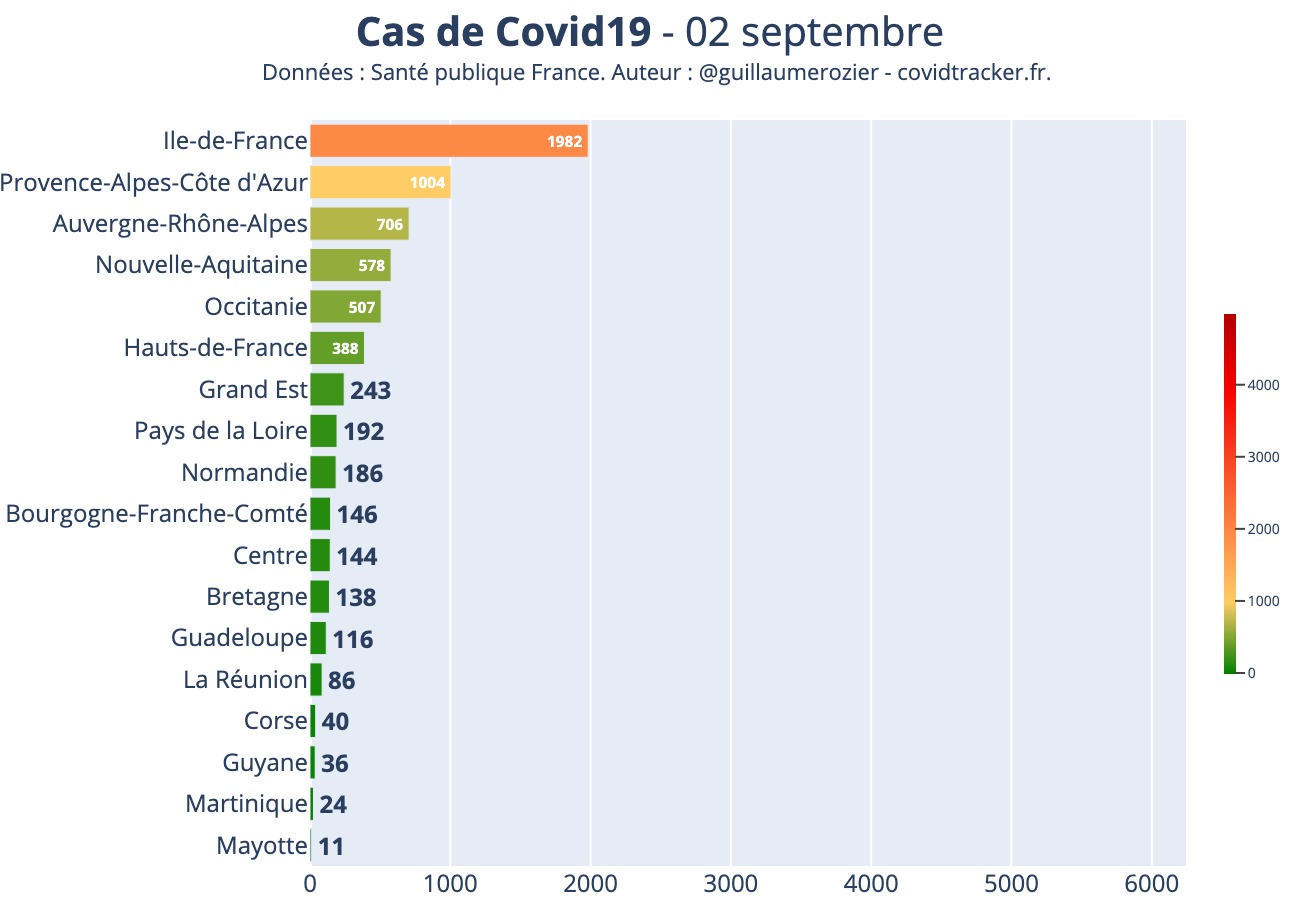 Cas de Covid19 - 02 septembre
Données : Santé publique France. Auteur : @guillaumerozier - covidtracker.fr.
Ile-de-France 1982
Provence-Alpes-Côte d'Azur 1004
Auvergne-Rhône-Alpes 706
Nouvelle-Aquitaine 578
Occitanie 507
Hauts-de-France 388
Grand Est 243
Pays de la Loire 192
Normandie 186
Bourgogne-Franche-Comté 146
Centre 144
Bretagne 138
Guadeloupe 116
La Réunion 86
Corse 40
Guyane 36
Martinique 24
Mayotte 11
0 1000 2000 3000 4000 5000 6000
4000
3000
2000
1000
0